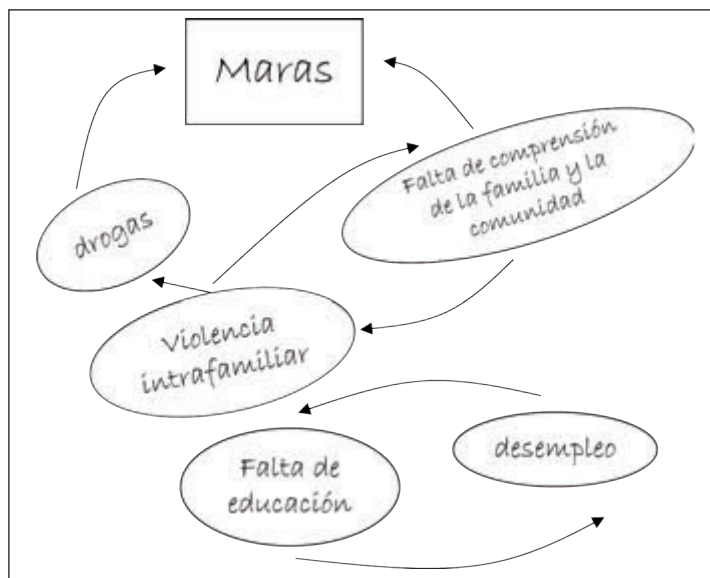 Maras
Falta de comprensión
de la familia y la
comunidad
drogas
Violencia
intrafamiliar
desempleo
Falta de
educación